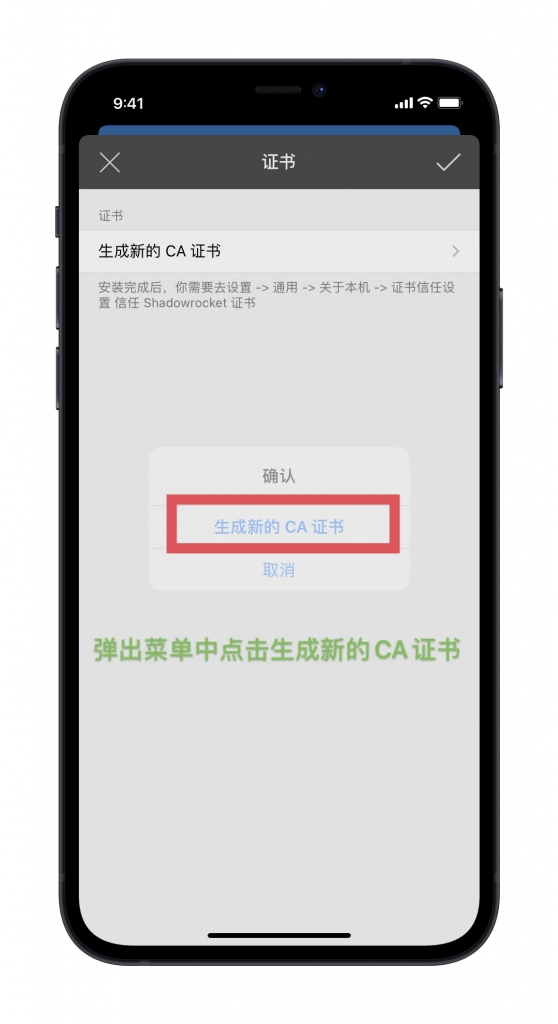 9:41
证书
证书
生成新的 CA 证书
安装完成后，你需要去设置 -> 通用 -> 关于本机 -> 证书信任设
置 信任 Shadowrocket 证书
确认
生成新的 CA 证书
取消
弹出菜单中点击生成新的CA证书